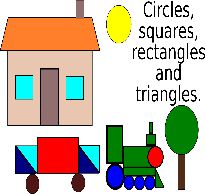 Circles,
squares,
rectangles
and
triangles.